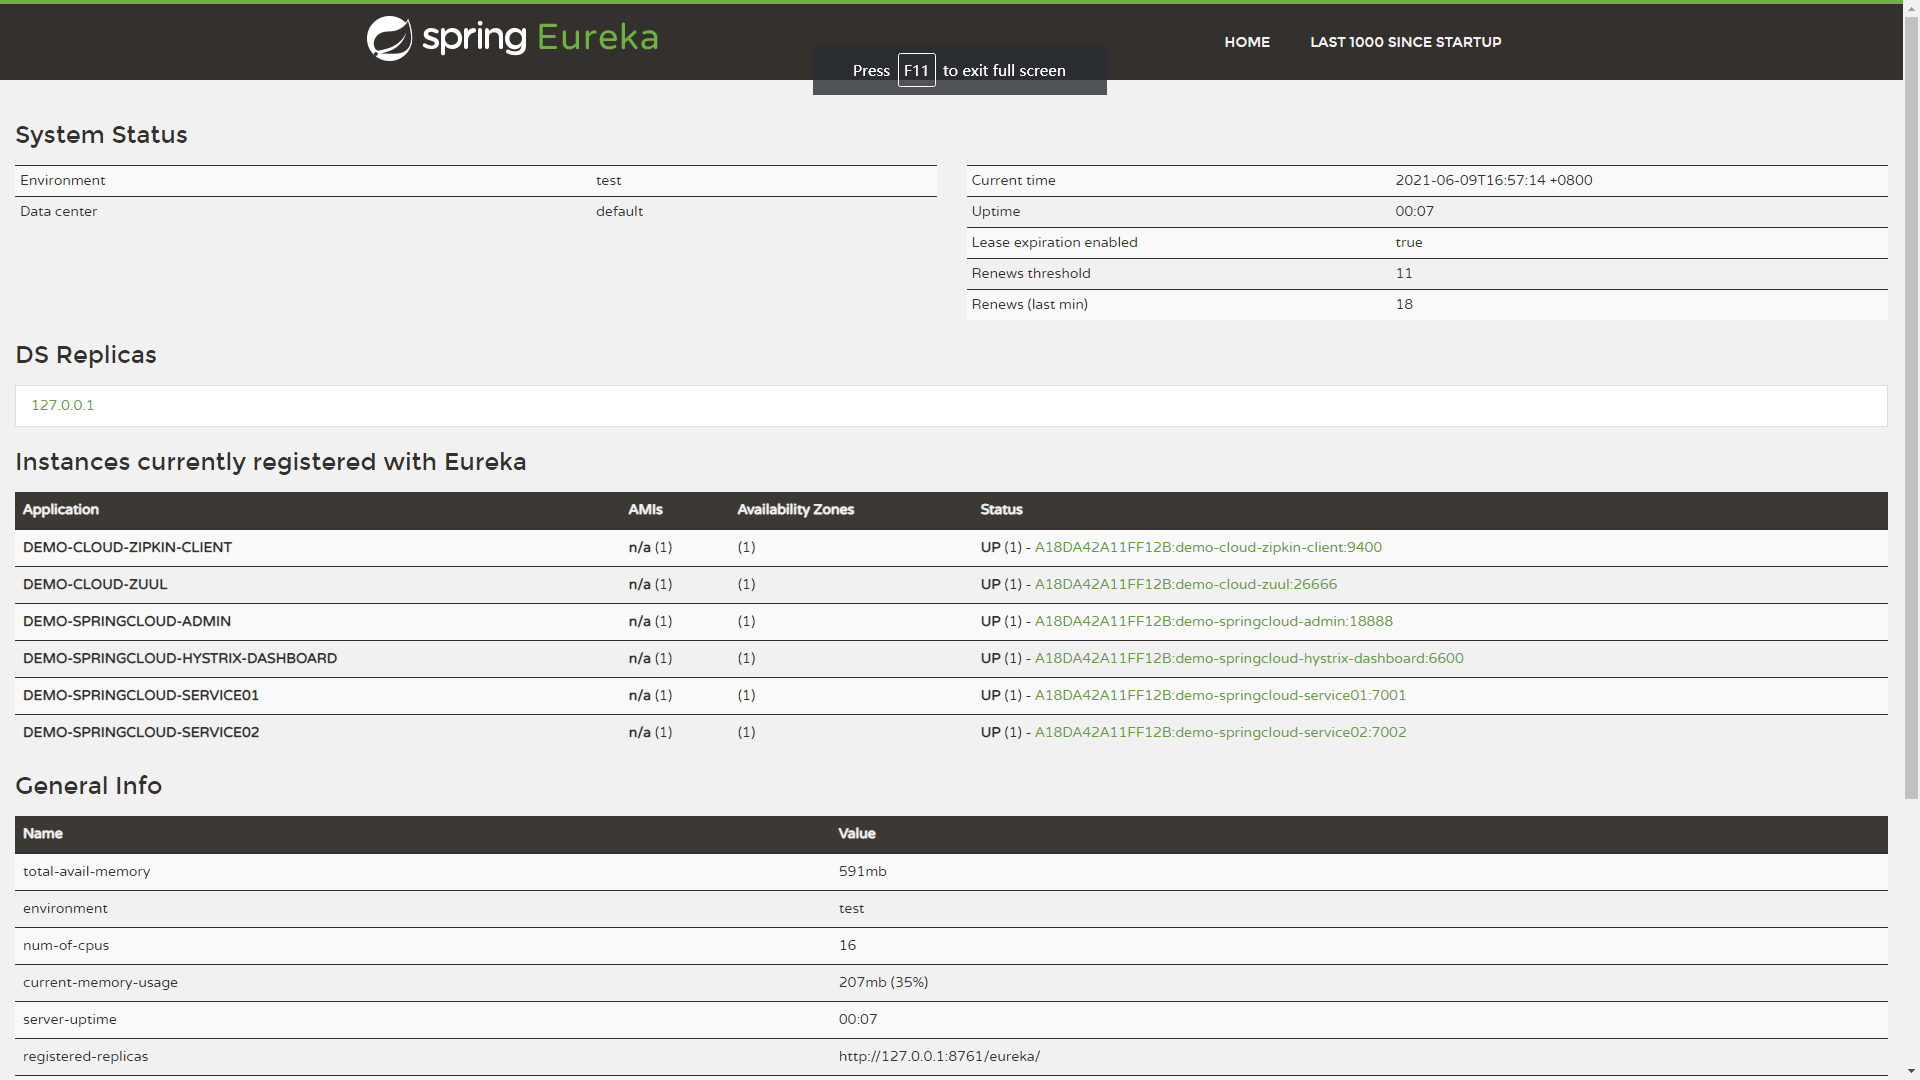 spring Eureka
HOME LAST 1000 SINCE STARTUP
Press F11 to exit full screen
System Status
Environment test
Data center default
Current time 2021-06-09T16:57:14 +0800
Uptime 00:07
Lease expiration enabled true
Renews threshold 11
Renews (last min) 18
DS Replicas
127.0.0.1
Instances currently registered with Eureka
Application AMIs Availability Zones Status
DEMO-CLOUD-ZIPKIN-CLIENT n/a (1) (1) UP (1) - A18DA42A11FF12B:demo-cloud-zipkin-client:9400
DEMO-CLOUD-ZUUL n/a (1) (1) UP (1) - A18DA42A11FF12B:demo-cloud-zuul:26666
DEMO-SPRINGCLOUD-ADMIN n/a (1) (1) UP (1) - A18DA42A11FF12B:demo-springcloud-admin:18888
DEMO-SPRINGCLOUD-HYSTRIX-DASHBOARD n/a (1) (1) UP (1) - A18DA42A11FF12B:demo-springcloud-hystrix-dashboard:6600
DEMO-SPRINGCLOUD-SERVICE01 n/a (1) (1) UP (1) - A18DA42A11FF12B:demo-springcloud-service01:7001
DEMO-SPRINGCLOUD-SERVICE02 n/a (1) (1) UP (1) - A18DA42A11FF12B:demo-springcloud-service02:7002
General Info
Name Value
total-avail-memory 591mb
environment test
num-of-cpus 16
current-memory-usage 207mb (35%)
server-uptime 00:07
registered-replicas http://127.0.0.1:8761/eureka/